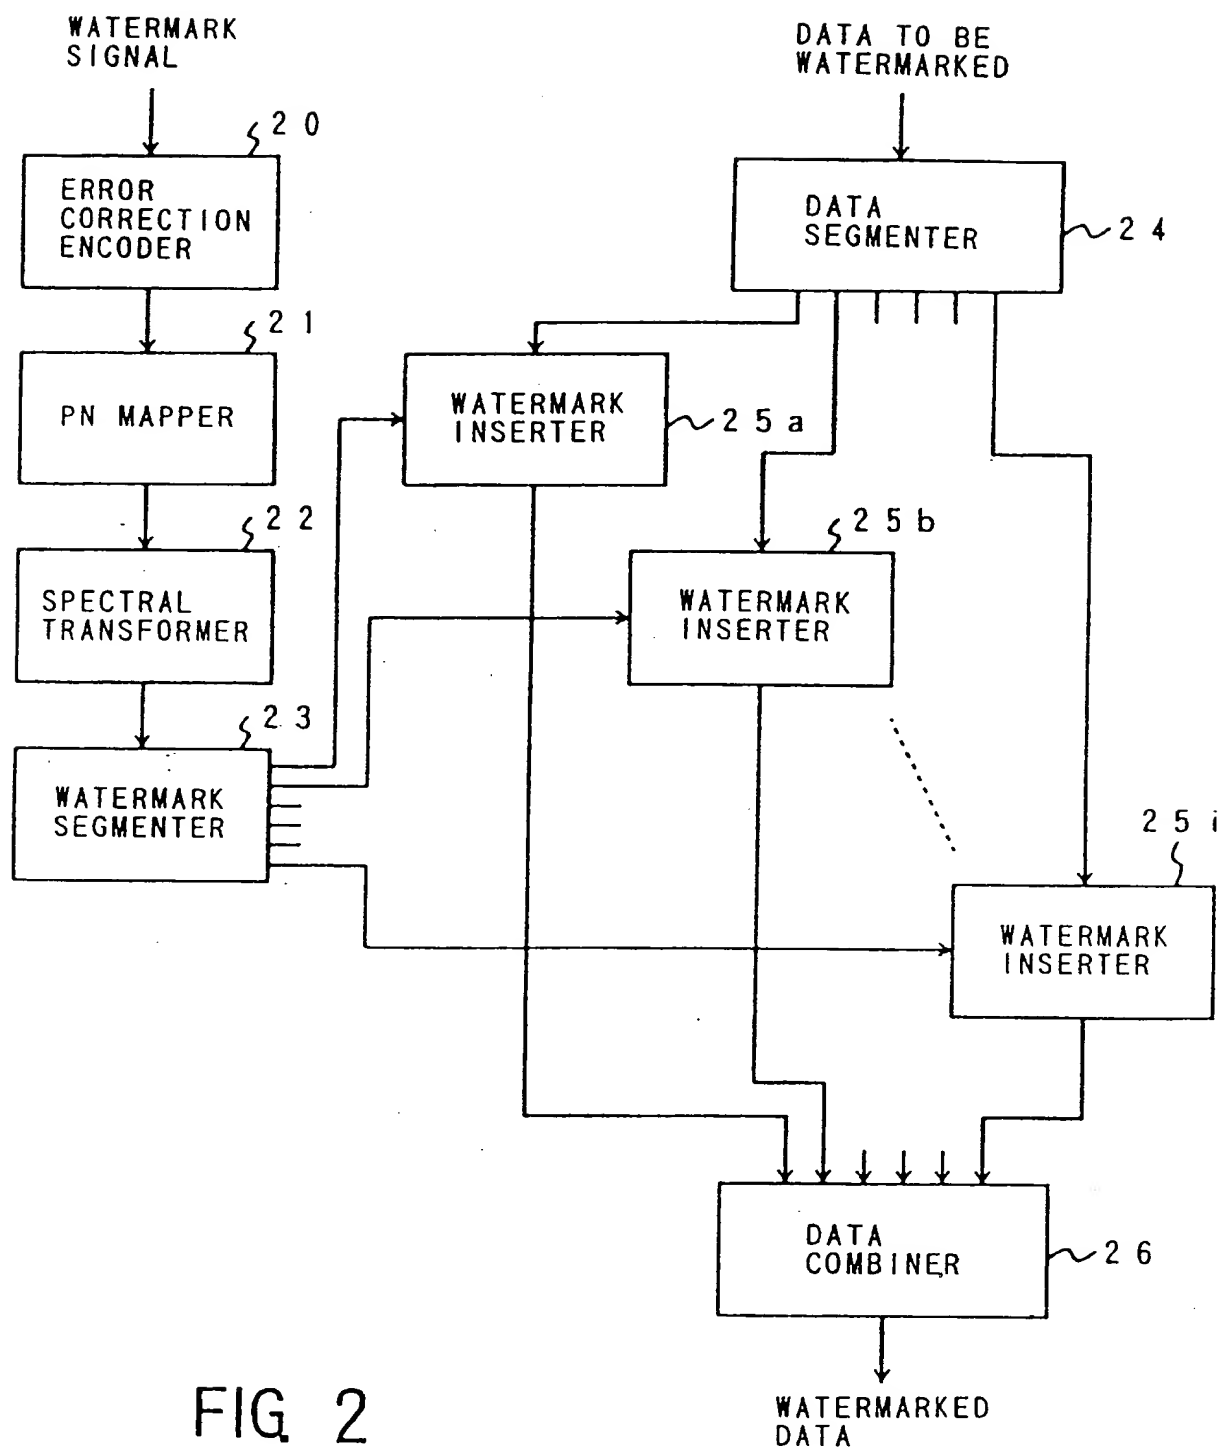 WATERMARK
SIGNAL
DATA TO BE
WATERMARKED
20
ERROR
CORRECTION
ENCODER
DATA
SEGMENTER
24
21
PN MAPPER
WATERMARK
INSERTER
25a
22
SPECTRAL
TRANSFORMER
25b
WATERMARK
INSERTER
23
WATERMARK
SEGMENTER
25i
WATERMARK
INSERTER
DATA
COMBINER
26
WATERMARKED
DATA
FIG. 2